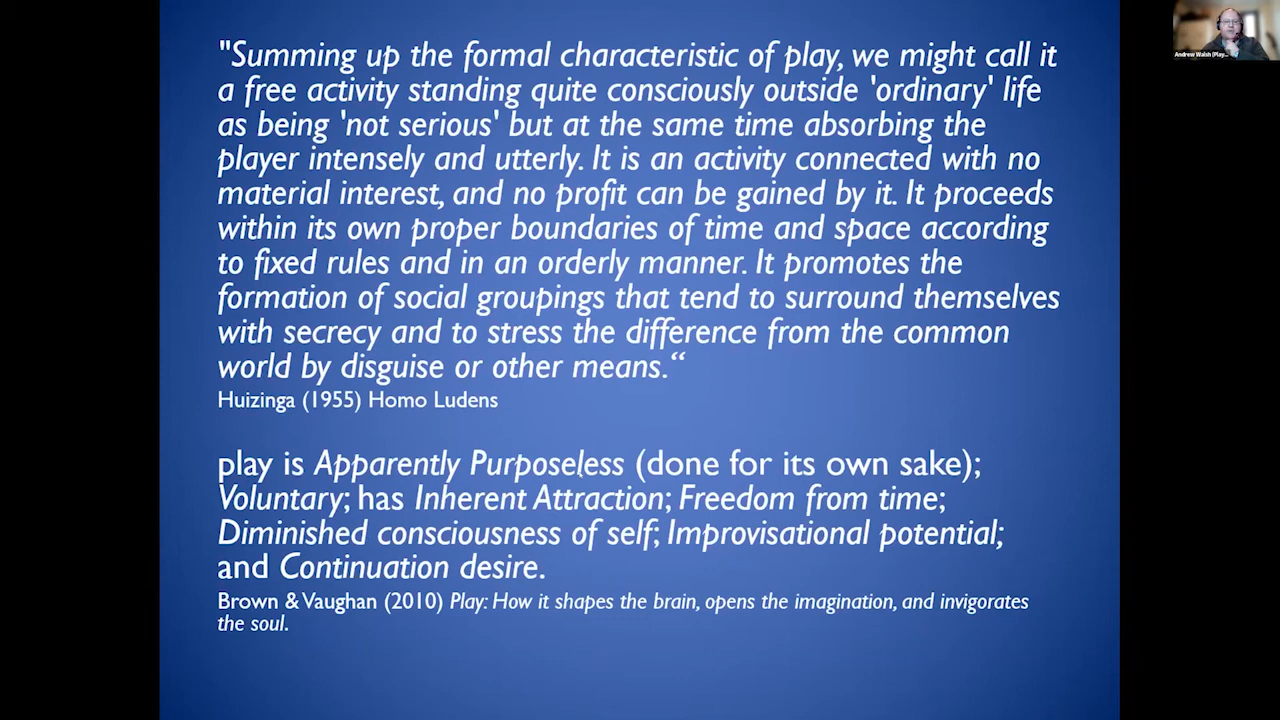 "Summing up the formal characteristic of play, we might call it
a free activity standing quite consciously outside 'ordinary' life
as being 'not serious' but at the same time absorbing the
player intensely and utterly. It is an activity connected with no
material interest, and no profit can be gained by it. It proceeds
within its own proper boundaries of time and space according
to fixed rules and in an orderly manner. It promotes the
formation of social groupings that tend to surround themselves
with secrecy and to stress the difference from the common
world by disguise or other means.“
Huizinga (1955) Homo Ludens
play is Apparently Purposeless (done for its own sake);
Voluntary; has Inherent Attraction; Freedom from time;
Diminished consciousness of self; Improvisational potential;
and Continuation desire.
Brown & Vaughan (2010) Play: How it shapes the brain, opens the imagination, and invigorates
the soul.
Andrew Walsh (Play...